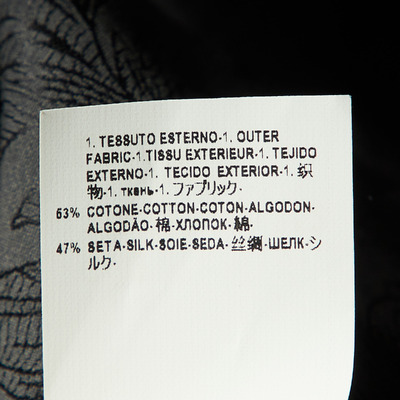 1. TESSUTO ESTERNO-1. OUTER
FABRIC-1.TISSU EXTERIEUR-1. TEJIDO
EXTERNO-1. TECIDO EXTERIOR-1. 织
物-1. ткань-1. ファブリック·
53% COTONE-COTTON-COTON-ALGODON-
ALGODÃO-棉-ХЛОПОК-綿·
47% SETA-SILK-SOIE-SEDA-丝绸-ШЕЛК-シ
ルク·